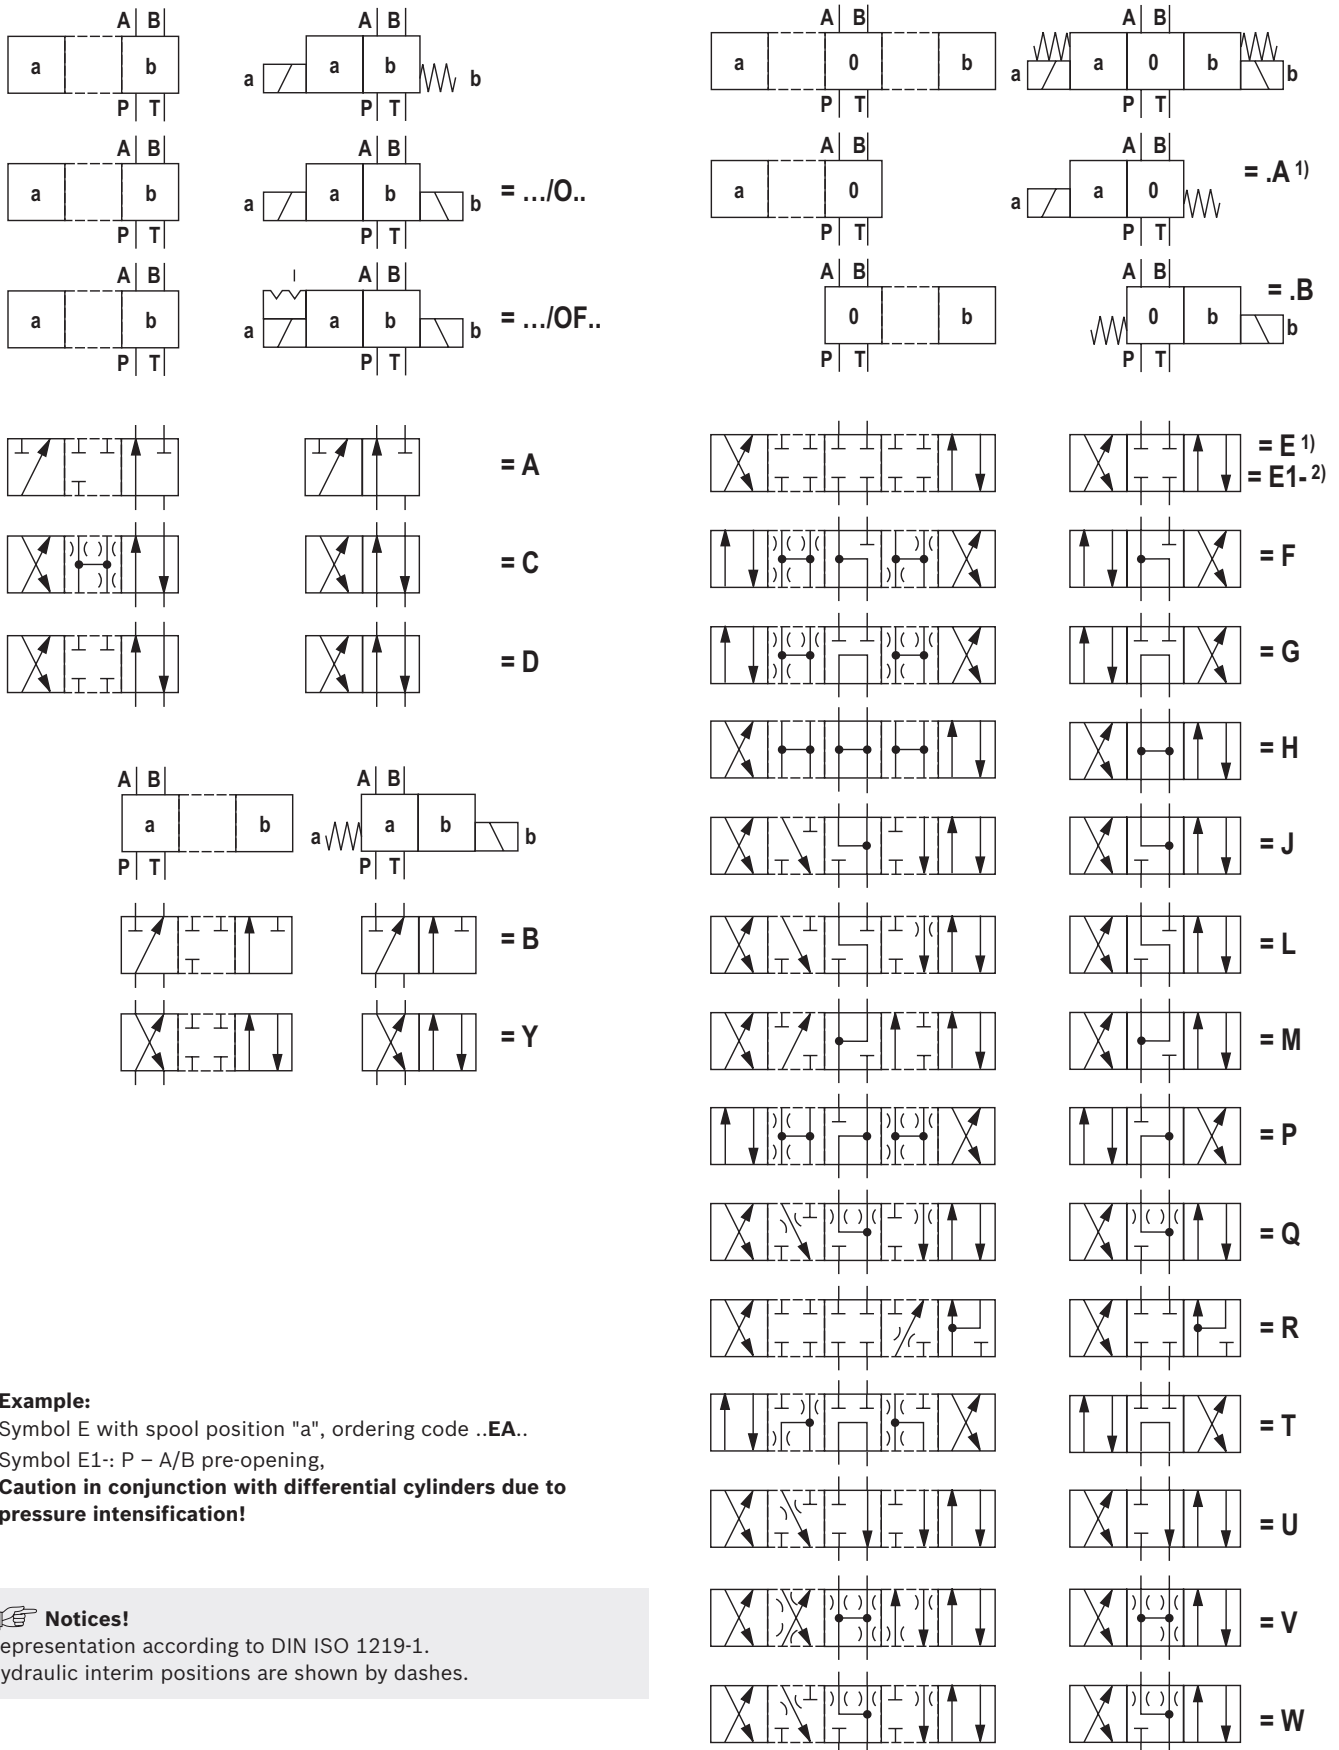 A B
a b
P T
A B
a a b b
P T
A B
a b
P T
A B
a a b b = .../O..
P T
A B
a b
P T
A B
a a b b = .../OF..
P T
= A
= C
= D
A B
a b
P T
A B
a a b b
P T
= B
= Y
A B
a 0 b
P T
A B
a a 0 b b
P T
A B
a 0
P T
A B
a a 0 = .A 1)
P T
A B
0 b
P T
A B
0 b b = .B
P T
= E 1)
= E1- 2)
= F
= G
= H
= J
= L
= M
= P
= Q
= R
= T
= U
= V
= W
Example:
Symbol E with spool position "a", ordering code ..EA..
Symbol E1-: P – A/B pre-opening,
Caution in conjunction with differential cylinders due to
pressure intensification!
Notices!
epresentation according to DIN ISO 1219-1.
ydraulic interim positions are shown by dashes.